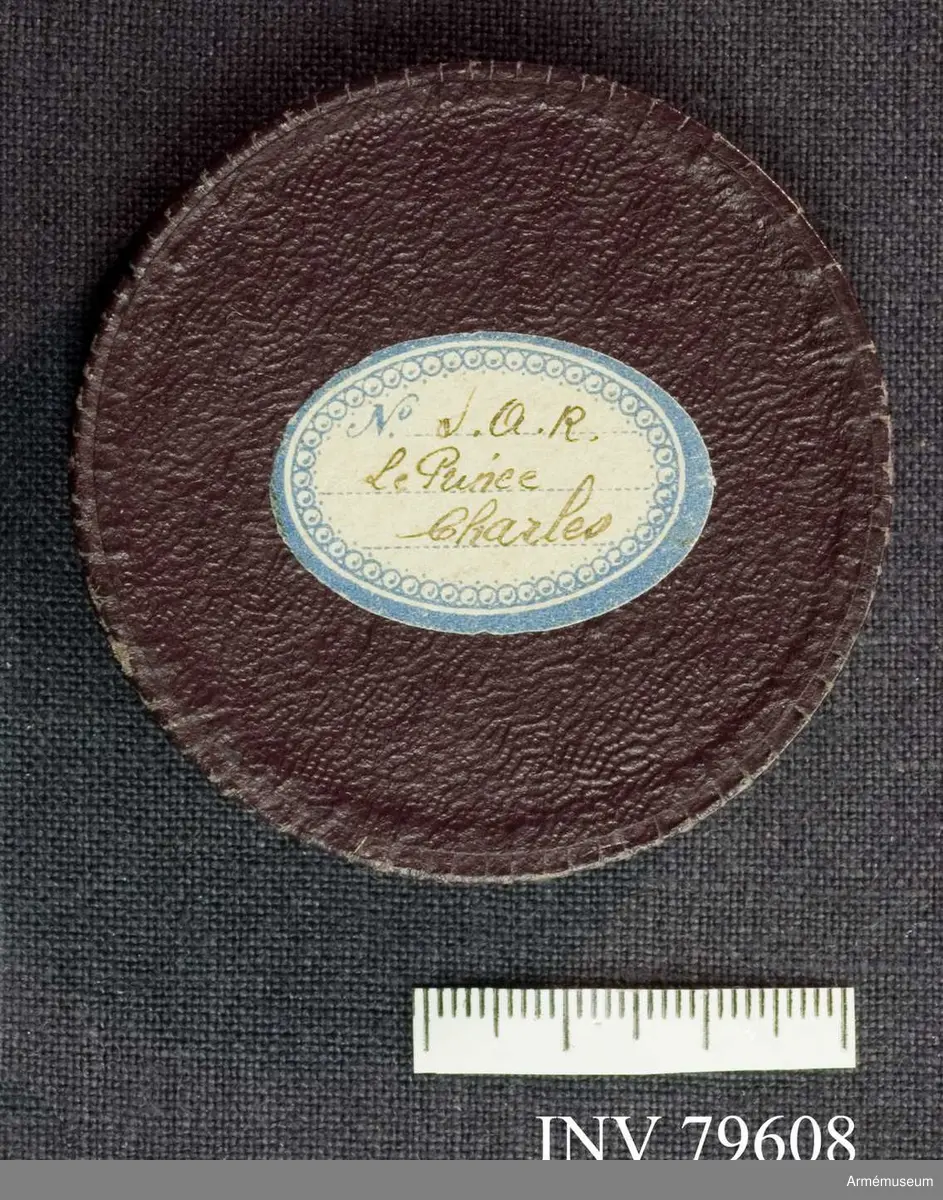 No. S.A.R.
Le Prince
Charles
INV 79608
Armémuseum